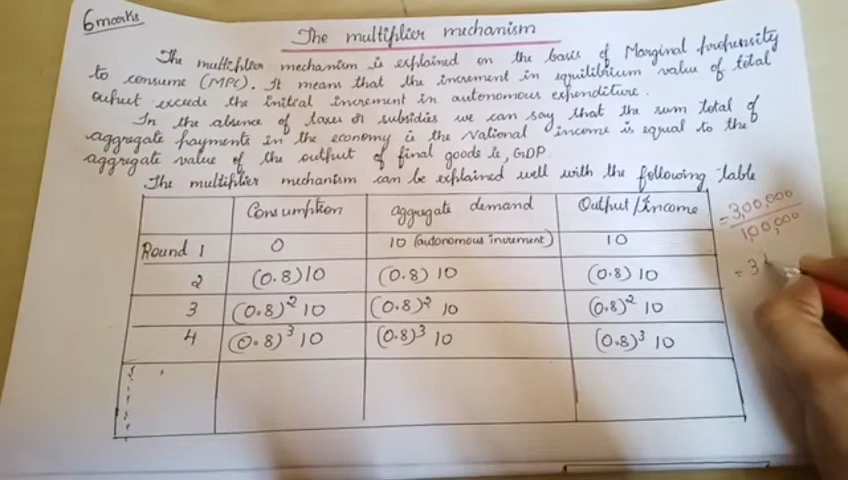 6 marks
The multiplier mechanism
The multiplier mechanism is explained on the basis of Marginal propensity
to consume (MPC). It means that the increment in equilibrium value of total
output exceeds the initial increment in autonomous expenditure.
In the absence of taxes or subsidies we can say that the sum total of
aggregate payments in the economy is the National income is equal to the
aggregate value of the output of final goods ie, GDP.
The multiplier mechanism can be explained well with the following table
Consumption Aggregate demand Output/Income
Round 1 0 10 (autonomous increment) 10
2 (0.8)10 (0.8) 10 (0.8) 10
3 (0.8)² 10 (0.8)² 10 (0.8)² 10
4 (0.8)³ 10 (0.8)³ 10 (0.8)³ 10
= 3,00,000
1,00,000
= 3